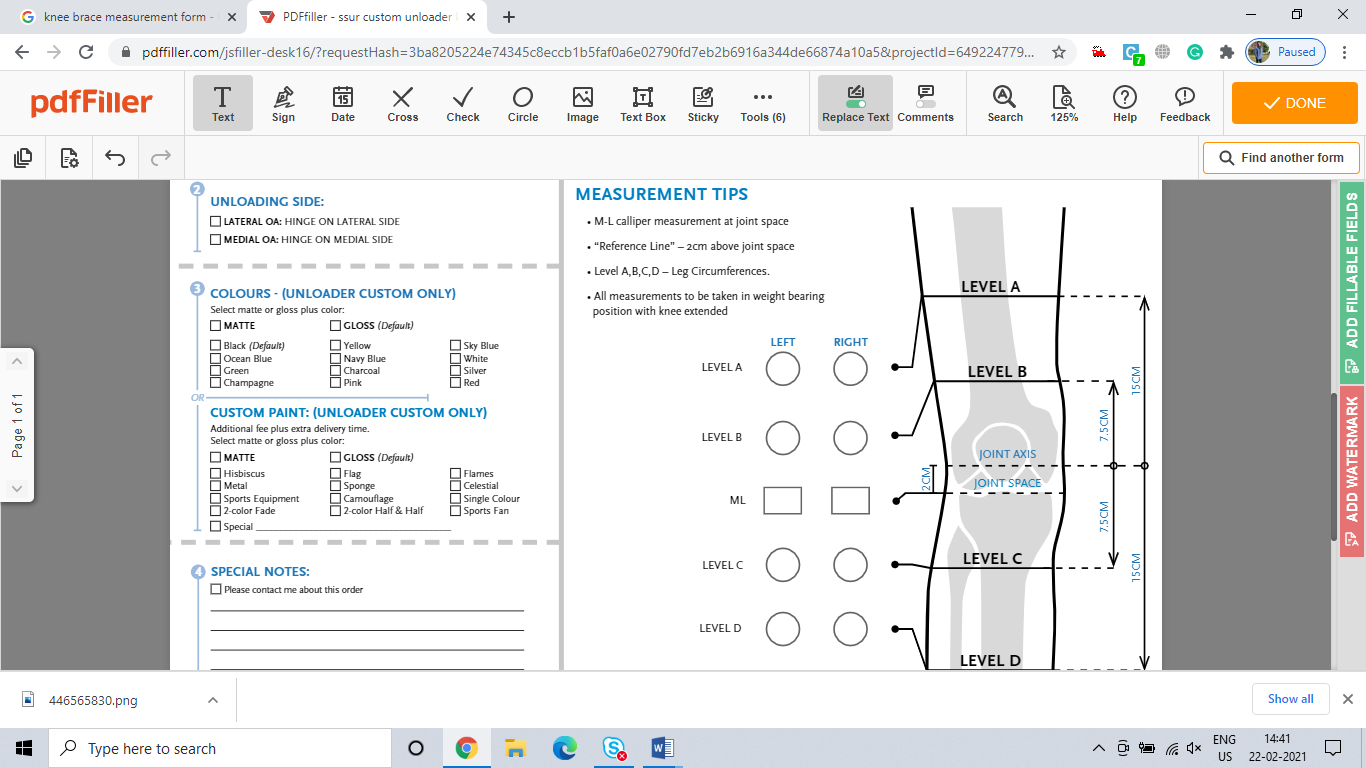 knee brace measurement form -
PDFfiller - ssur custom unloader
pdffiller.com/jsfiller-desk16/?requestHash=3ba8205224e74345c8eccb1b5faf0a6e02790fd7eb2b6916a344de66874a10a5&projectId=649224779...
7
Paused
pdfFiller
Text
Sign
15
Date
Cross
Check
Circle
Image
Text Box
Sticky
Tools (6)
Replace Text
Comments
Search
125%
Help
Feedback
DONE
Find another form
Page 1 of 1
2
UNLOADING SIDE:
LATERAL OA: HINGE ON LATERAL SIDE
MEDIAL OA: HINGE ON MEDIAL SIDE
3
COLOURS - (UNLOADER CUSTOM ONLY)
Select matte or gloss plus color:
MATTE GLOSS (Default)
Black (Default) Yellow Sky Blue
Ocean Blue Navy Blue White
Green Charcoal Silver
Champagne Pink Red
OR
CUSTOM PAINT: (UNLOADER CUSTOM ONLY)
Additional fee plus extra delivery time.
Select matte or gloss plus color:
MATTE GLOSS (Default)
Hisbiscus Flag Flames
Metal Sponge Celestial
Sports Equipment Camouflage Single Colour
2-color Fade 2-color Half & Half Sports Fan
Special
4
SPECIAL NOTES:
Please contact me about this order
MEASUREMENT TIPS
• M-L calliper measurement at joint space
• “Reference Line” – 2cm above joint space
• Level A,B,C,D – Leg Circumferences.
• All measurements to be taken in weight bearing
position with knee extended
LEFT RIGHT
LEVEL A
LEVEL B
ML
LEVEL C
LEVEL D
LEVEL A
LEVEL B
JOINT AXIS
JOINT SPACE
LEVEL C
LEVEL D
2CM
7.5CM
7.5CM
15CM
15CM
ADD FILLABLE FIELDS
ADD WATERMARK
446565830.png
Show all
Type here to search
ENG
US
14:41
22-02-2021